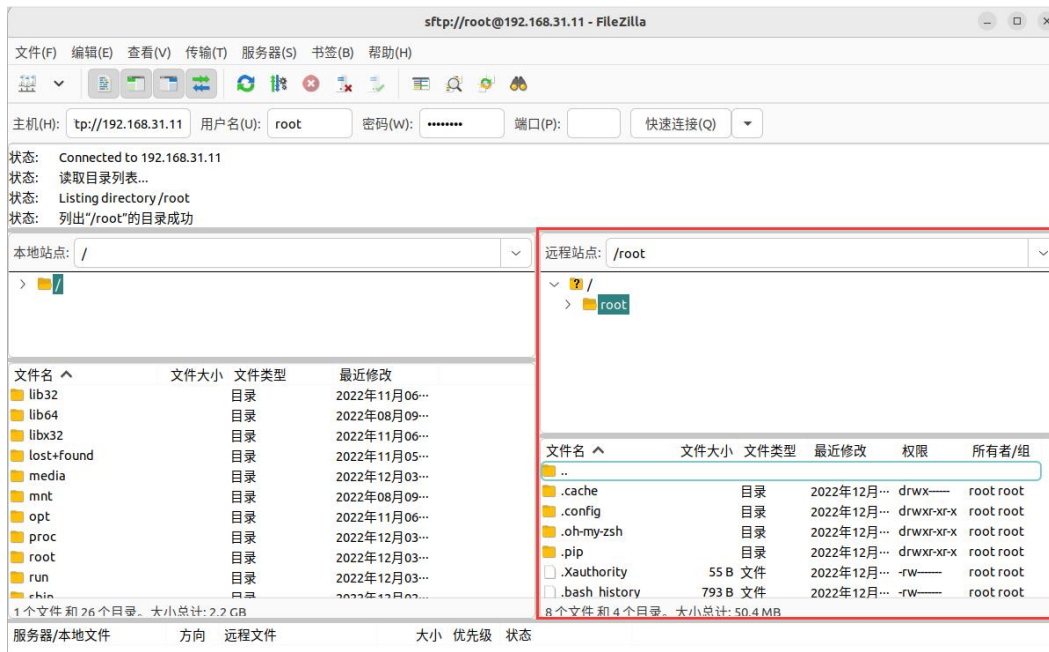 sftp://root@192.168.31.11 - FileZilla
文件(F) 编辑(E) 查看(V) 传输(T) 服务器(S) 书签(B) 帮助(H)
主机(H): tp://192.168.31.11 用户名(U): root 密码(W): •••••••• 端口(P): 快速连接(Q)
状态: Connected to 192.168.31.11
状态: 读取目录列表...
状态: Listing directory /root
状态: 列出“/root”的目录成功
本地站点: /
/
文件名 文件大小 文件类型 最近修改
lib32 目录 2022年11月06…
lib64 目录 2022年08月09…
libx32 目录 2022年11月06…
lost+found 目录 2022年11月05…
media 目录 2022年12月03…
mnt 目录 2022年08月09…
opt 目录 2022年11月06…
proc 目录 2022年12月03…
root 目录 2022年12月03…
run 目录 2022年12月03…
sbin 目录 2022年12月03…
1个文件 和 26 个目录。大小总计: 2.2 GB
远程站点: /root
? /
root
文件名 文件大小 文件类型 最近修改 权限 所有者/组
..
.cache 目录 2022年12月… drwx------ root root
.config 目录 2022年12月… drwxr-xr-x root root
.oh-my-zsh 目录 2022年12月… drwxr-xr-x root root
.pip 目录 2022年12月… drwxr-xr-x root root
.Xauthority 55 B 文件 2022年12月… -rw------- root root
.bash_history 793 B 文件 2022年12月… -rw------- root root
8个文件 和 4 个目录。大小总计: 50.4 MB
服务器/本地文件 方向 远程文件 大小 优先级 状态